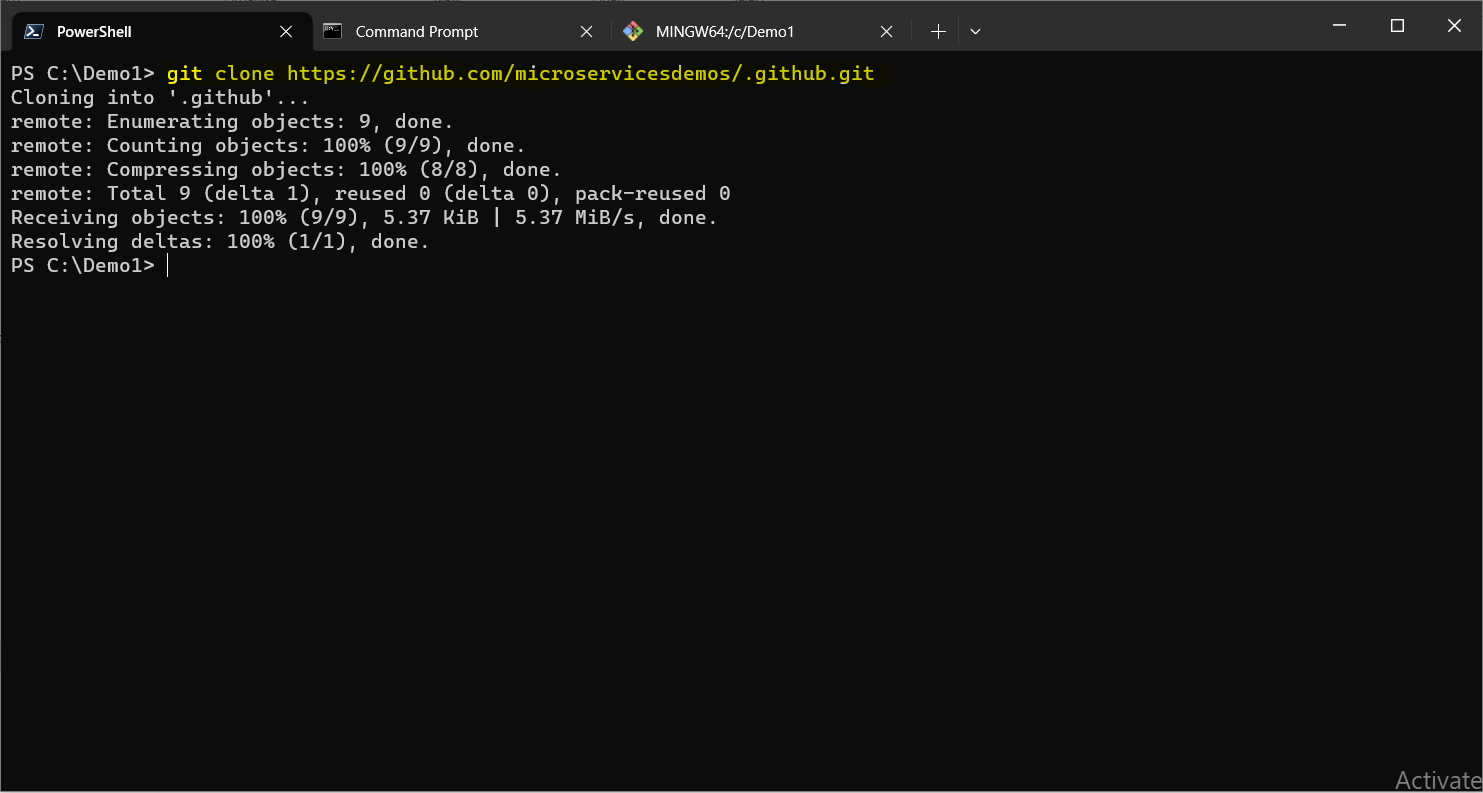 PowerShell
Command Prompt
MINGW64:/c/Demo1
PS C:\Demo1> git clone https://github.com/microservicesdemos/.github.git
Cloning into '.github'...
remote: Enumerating objects: 9, done.
remote: Counting objects: 100% (9/9), done.
remote: Compressing objects: 100% (8/8), done.
remote: Total 9 (delta 1), reused 0 (delta 0), pack-reused 0
Receiving objects: 100% (9/9), 5.37 KiB | 5.37 MiB/s, done.
Resolving deltas: 100% (1/1), done.
PS C:\Demo1>
Activate